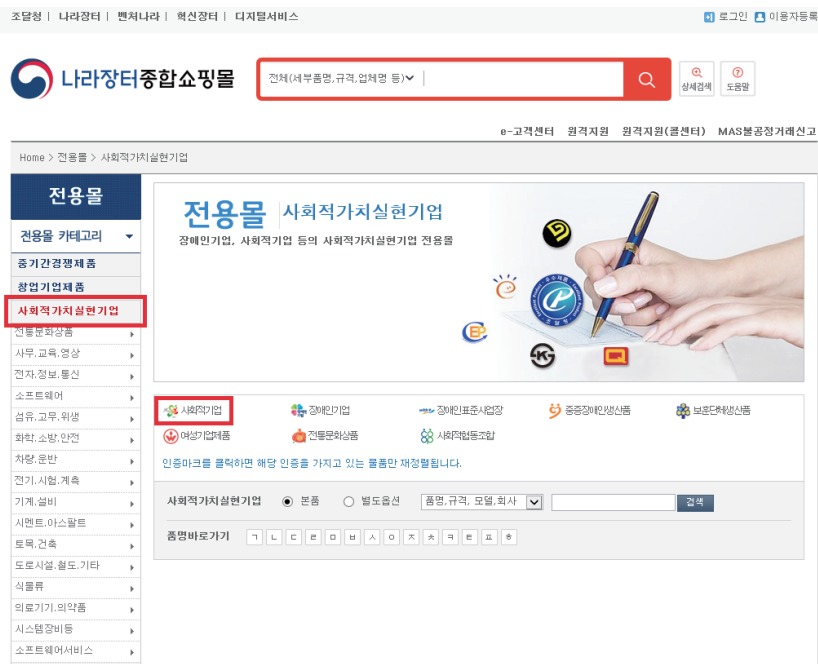 조달청 | 나라장터 | 벤처나라 | 혁신장터 | 디지털서비스
로그인 이용자등록
나라장터종합쇼핑몰
전체(세부품명,규격,업체명 등)
상세검색 도움말
e-고객센터 원격지원 원격지원(콜센터) MAS불공정거래신고
Home > 전용몰 > 사회적가치실현기업
전용몰
전용몰 카테고리
중기간경쟁제품
창업기업제품
사회적가치실현기업
전통문화상품
사무.교육.영상
전자.정보.통신
소프트웨어
섬유.고무.위생
화학.소방.안전
차량.운반
전기.시험.계측
기계.설비
시멘트.아스팔트
토목.건축
도로시설.철도.기타
식물류
의료기기.의약품
시스템장비등
소프트웨어서비스
전용몰 사회적가치실현기업
장애인기업, 사회적기업 등의 사회적가치실현기업 전용몰
사회적기업 장애인기업 장애인표준사업장 중증장애인생산품 보훈단체생산품
여성기업제품 전통문화상품 사회적협동조합
인증마크를 클릭하면 해당 인증을 가지고 있는 물품만 재정렬됩니다.
사회적가치실현기업 본품 별도옵션 품명,규격, 모델,회사 검색
품명바로가기 ㄱ ㄴ ㄷ ㄹ ㅁ ㅂ ㅅ ㅇ ㅈ ㅊ ㅋ ㅌ ㅍ ㅎ